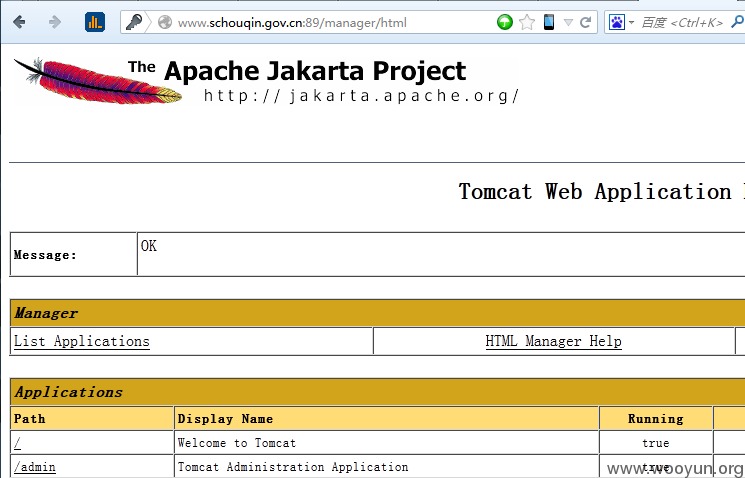 www.schouqin.gov.cn:89/manager/html
百度 <Ctrl+K>
The Apache Jakarta Project
http://jakarta.apache.org/
Tomcat Web Application
Message: OK
Manager
List Applications HTML Manager Help
Applications
Path Display Name Running
/ Welcome to Tomcat true
/admin Tomcat Administration Application true
www.wooyun.org